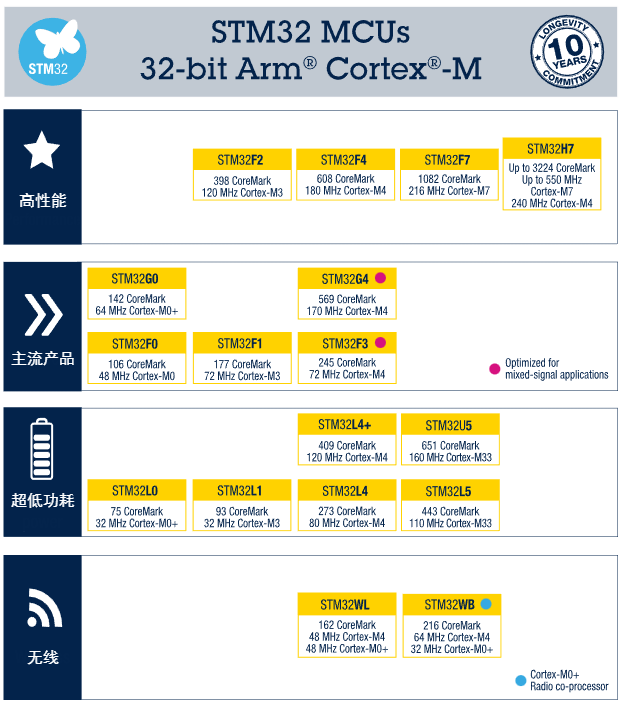 STM32
STM32 MCUs
32-bit Arm® Cortex®-M
LONGEVITY
10
YEARS
COMMITMENT
高性能
STM32F2
398 CoreMark
120 MHz Cortex-M3
STM32F4
608 CoreMark
180 MHz Cortex-M4
STM32F7
1082 CoreMark
216 MHz Cortex-M7
STM32H7
Up to 3224 CoreMark
Up to 550 MHz
Cortex-M7
240 MHz Cortex-M4
主流产品
STM32G0
142 CoreMark
64 MHz Cortex-M0+
STM32G4
569 CoreMark
170 MHz Cortex-M4
STM32F0
106 CoreMark
48 MHz Cortex-M0
STM32F1
177 CoreMark
72 MHz Cortex-M3
STM32F3
245 CoreMark
72 MHz Cortex-M4
Optimized for
mixed-signal applications
超低功耗
STM32L4+
409 CoreMark
120 MHz Cortex-M4
STM32U5
651 CoreMark
160 MHz Cortex-M33
STM32L0
75 CoreMark
32 MHz Cortex-M0+
STM32L1
93 CoreMark
32 MHz Cortex-M3
STM32L4
273 CoreMark
80 MHz Cortex-M4
STM32L5
443 CoreMark
110 MHz Cortex-M33
无线
STM32WL
162 CoreMark
48 MHz Cortex-M4
48 MHz Cortex-M0+
STM32WB
216 CoreMark
64 MHz Cortex-M4
32 MHz Cortex-M0+
Cortex-M0+
Radio co-processor